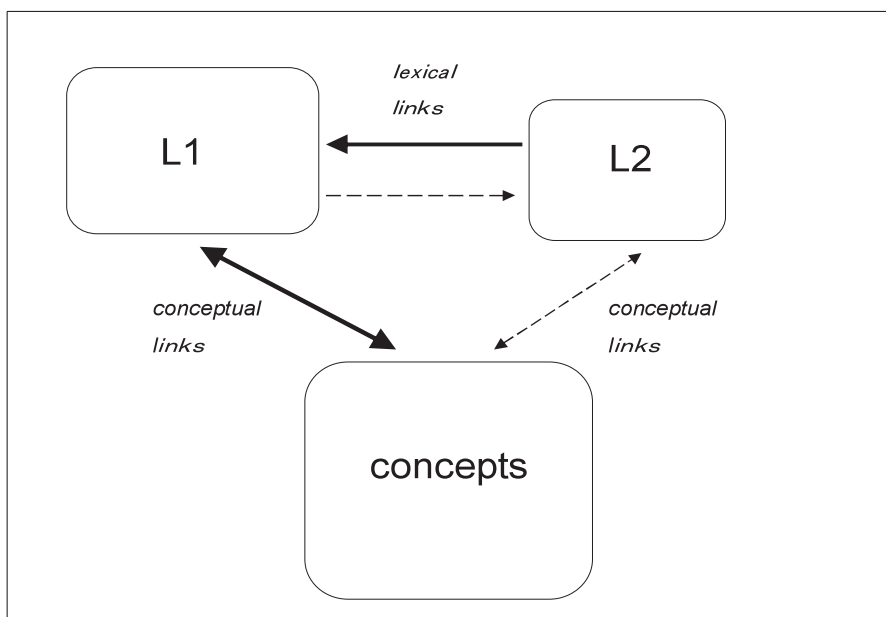 lexical
links
L1
L2
conceptual
links
conceptual
links
concepts